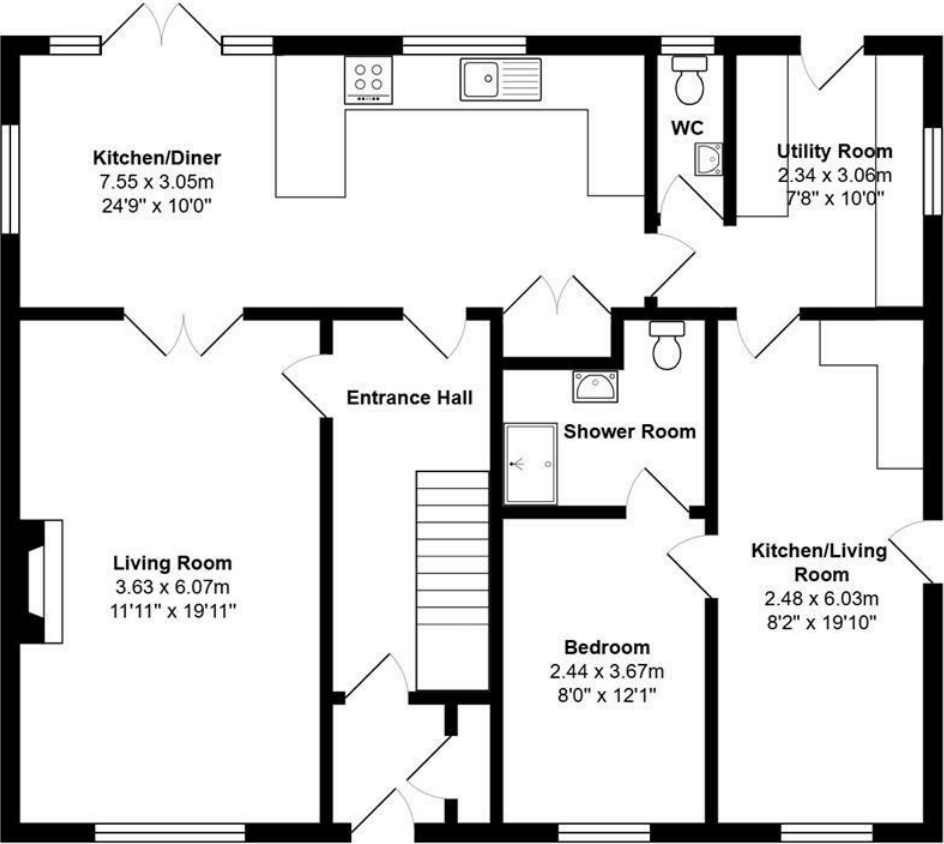 Kitchen/Diner
7.55 x 3.05m
24'9" x 10'0"
WC
Utility Room
2.34 x 3.06m
7'8" x 10'0"
Entrance Hall
Shower Room
Living Room
3.63 x 6.07m
11'11" x 19'11"
Kitchen/Living
Room
2.48 x 6.03m
8'2" x 19'10"
Bedroom
2.44 x 3.67m
8'0" x 12'1"